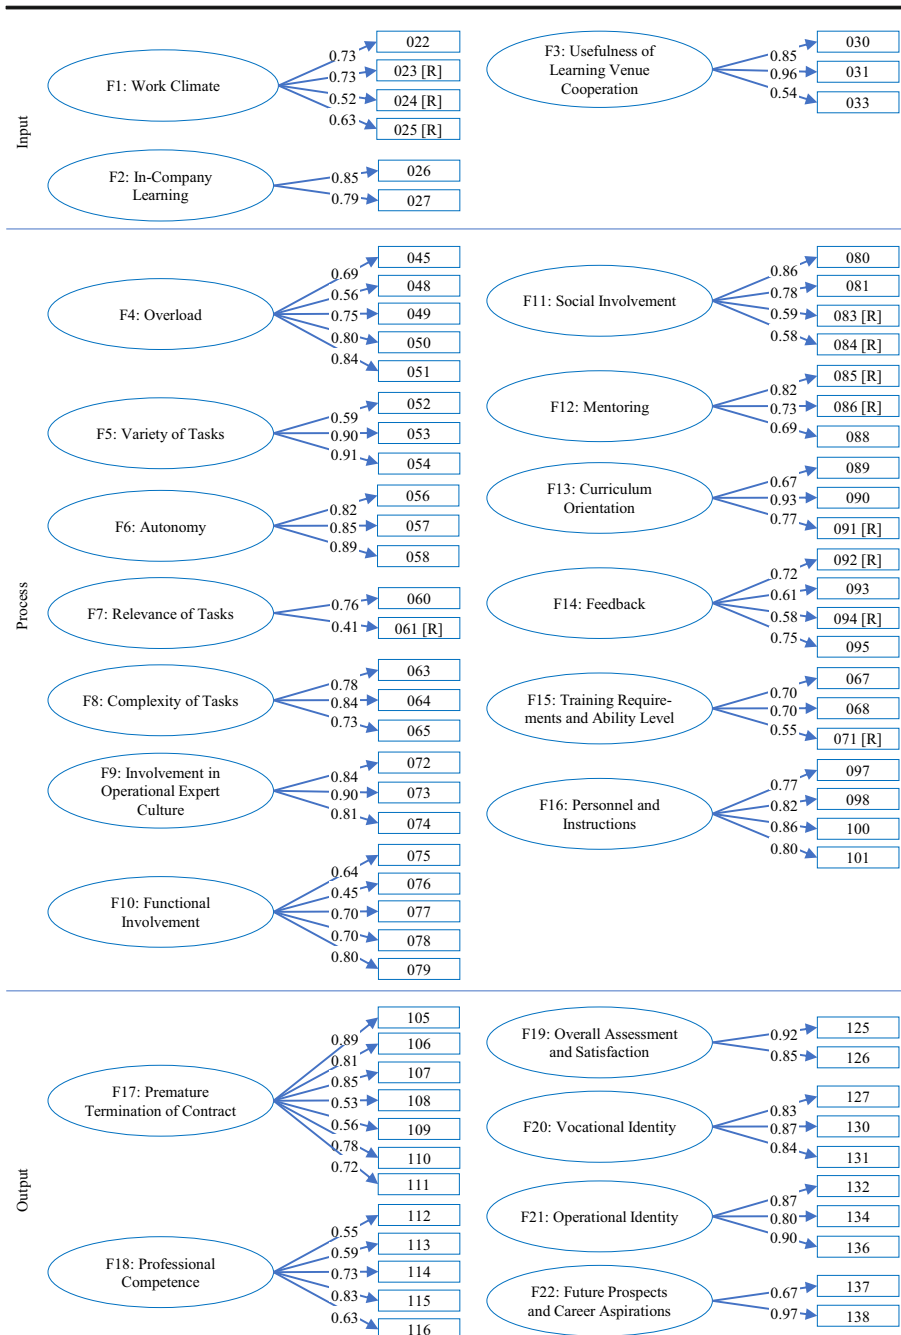 Input
F1: Work Climate
0.73
0.73
0.52
0.63
022
023 [R]
024 [R]
025 [R]
F2: In-Company
Learning
0.85
0.79
026
027
F3: Usefulness of
Learning Venue
Cooperation
0.85
0.96
0.54
030
031
033
Process
F4: Overload
0.69
0.56
0.75
0.80
0.84
045
048
049
050
051
F5: Variety of Tasks
0.59
0.90
0.91
052
053
054
F6: Autonomy
0.82
0.85
0.89
056
057
058
F7: Relevance of Tasks
0.76
0.41
060
061 [R]
F8: Complexity of Tasks
0.78
0.84
0.73
063
064
065
F9: Involvement in
Operational Expert
Culture
0.84
0.90
0.81
072
073
074
F10: Functional
Involvement
0.64
0.45
0.70
0.70
0.80
075
076
077
078
079
F11: Social Involvement
0.86
0.78
0.59
0.58
080
081
083 [R]
084 [R]
F12: Mentoring
0.82
0.73
0.69
085 [R]
086 [R]
088
F13: Curriculum
Orientation
0.67
0.93
0.77
089
090
091 [R]
F14: Feedback
0.72
0.61
0.58
0.75
092 [R]
093
094 [R]
095
F15: Training Require-
ments and Ability Level
0.70
0.70
0.55
067
068
071 [R]
F16: Personnel and
Instructions
0.77
0.82
0.86
0.80
097
098
100
101
Output
F17: Premature
Termination of Contract
0.89
0.81
0.85
0.53
0.56
0.78
0.72
105
106
107
108
109
110
111
F18: Professional
Competence
0.55
0.59
0.73
0.83
0.63
112
113
114
115
116
F19: Overall Assessment
and Satisfaction
0.92
0.85
125
126
F20: Vocational Identity
0.83
0.87
0.84
127
130
131
F21: Operational Identity
0.87
0.80
0.90
132
134
136
F22: Future Prospects
and Career Aspirations
0.67
0.97
137
138